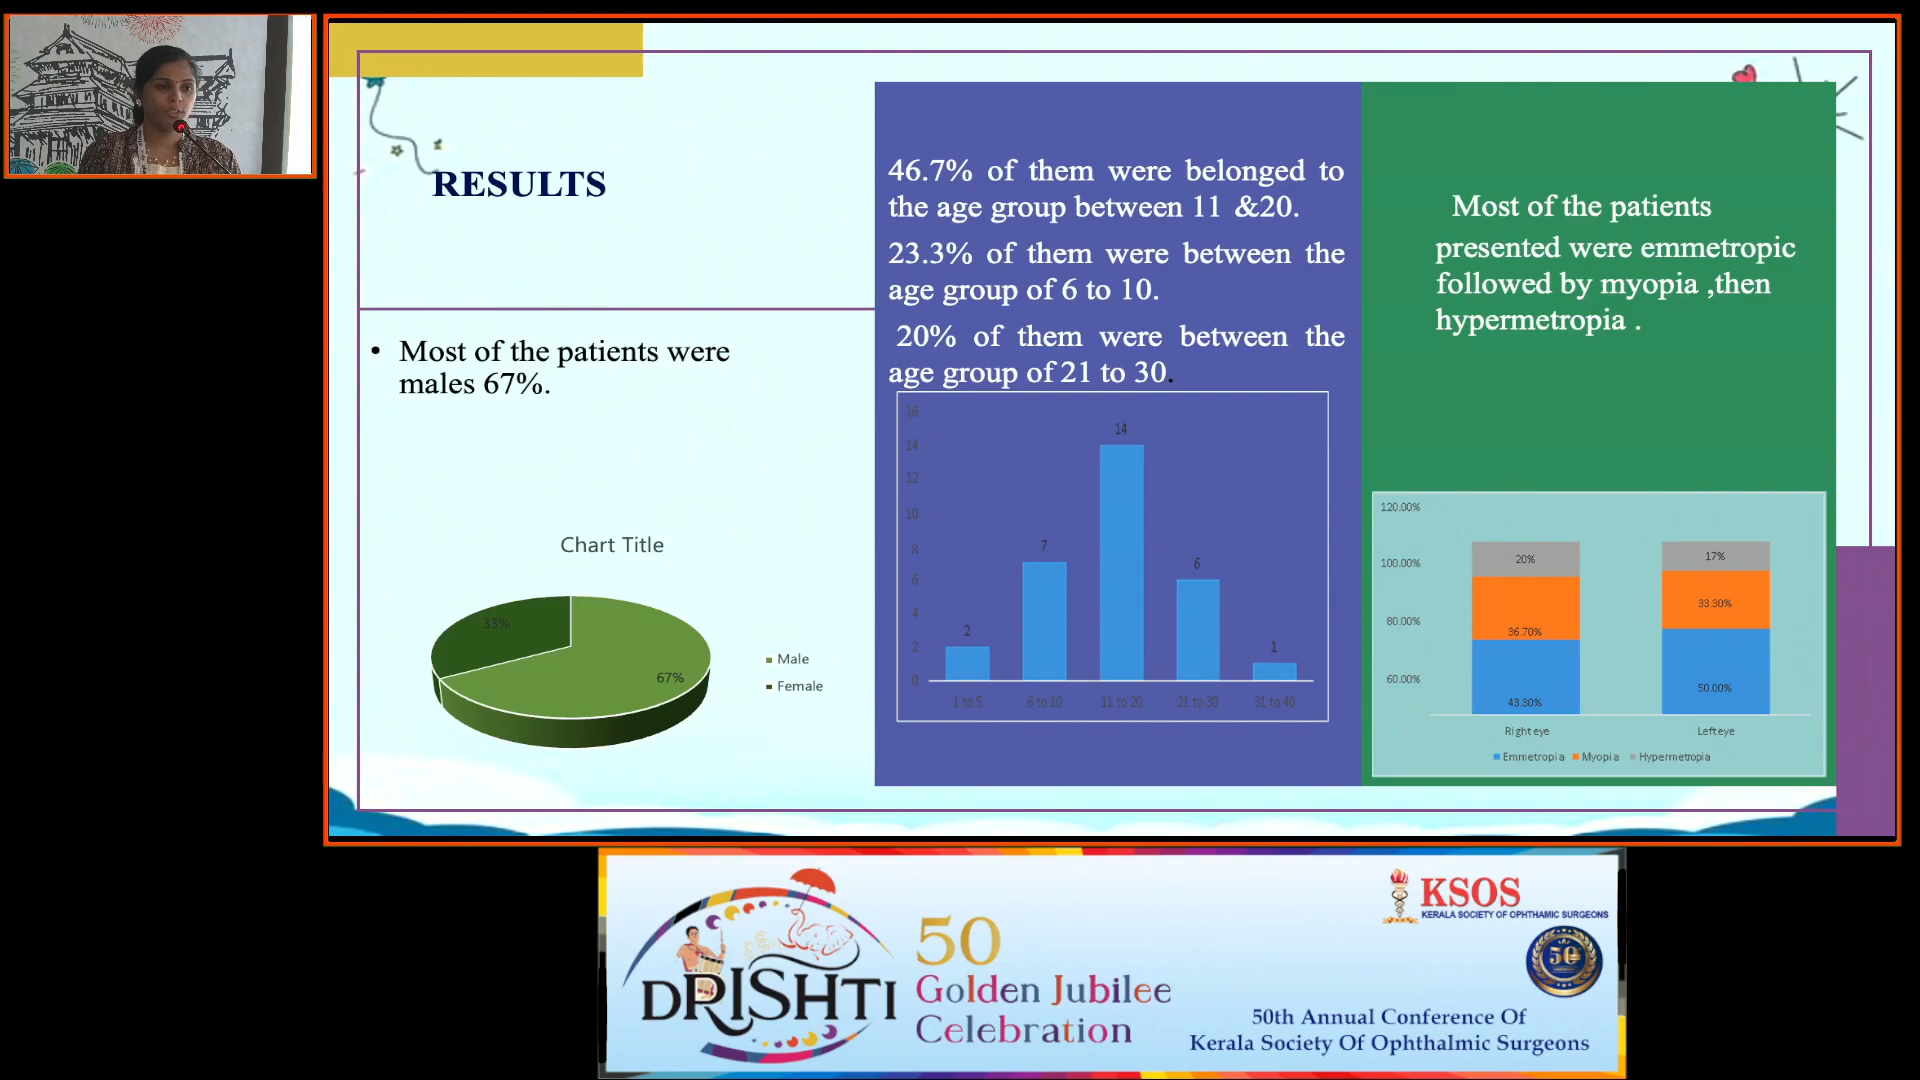 RESULTS
• Most of the patients were
males 67%.
Chart Title
33%
67%
Male
Female
46.7% of them were belonged to
the age group between 11 &20.
23.3% of them were between the
age group of 6 to 10.
20% of them were between the
age group of 21 to 30.
16
14
12
10
8
6
4
2
0
2
7
14
6
1
1 to 5
6 to 10
11 to 20
21 to 30
31 to 40
Most of the patients
presented were emmetropic
followed by myopia ,then
hypermetropia .
120.00%
100.00%
80.00%
60.00%
20%
36.70%
43.30%
17%
33.30%
50.00%
Right eye
Left eye
Emmetropia Myopia Hypermetropia
DRISHTI
50
Golden Jubilee
Celebration
KSOS
KERALA SOCIETY OF OPHTHAMIC SURGEONS
50
50th Annual Conference Of
Kerala Society Of Ophthalmic Surgeons